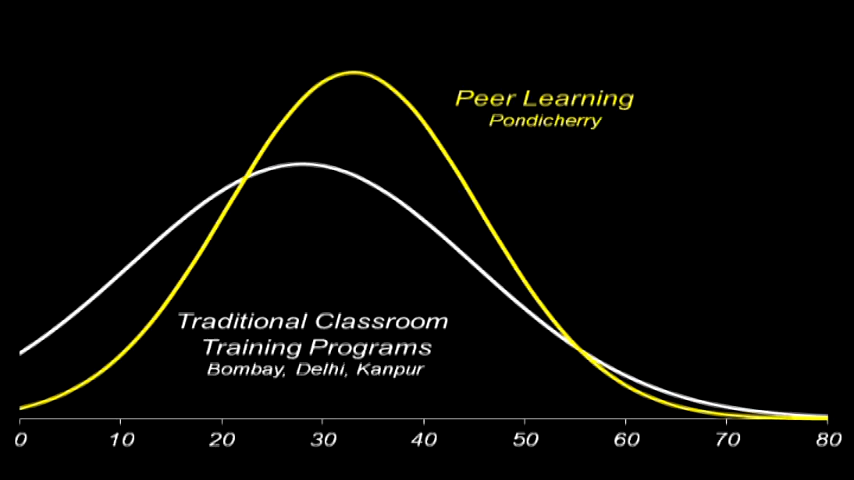 Peer Learning
Pondicherry
Traditional Classroom
Training Programs
Bombay, Delhi, Kanpur
0 10 20 30 40 50 60 70 80